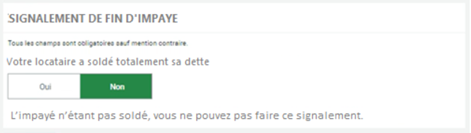 SIGNALEMENT DE FIN D'IMPAYE
Tous les champs sont obligatoires sauf mention contraire.
Votre locataire a soldé totalement sa dette
Oui Non
L'impayé n'étant pas soldé, vous ne pouvez pas faire ce signalement.